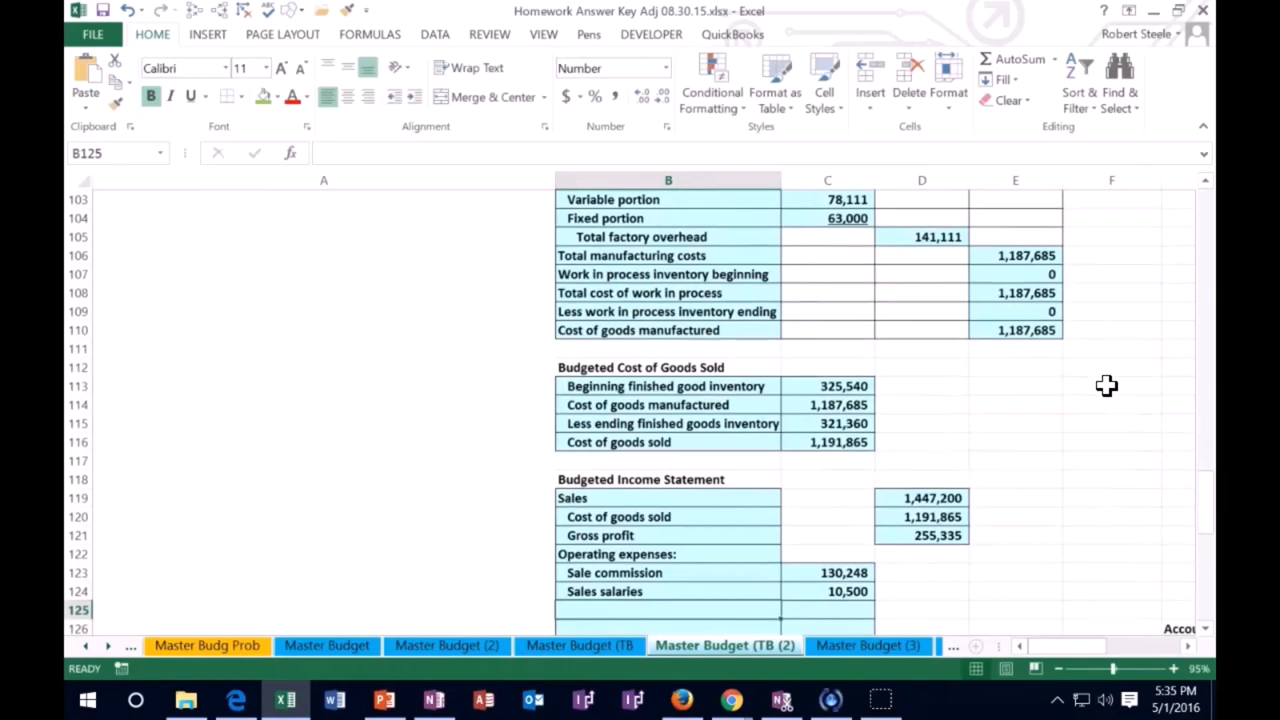 Homework Answer Key Adj 08.30.15.xlsx - Excel
FILE HOME INSERT PAGE LAYOUT FORMULAS DATA REVIEW VIEW Pens DEVELOPER QuickBooks Robert Steele
Calibri 11 Wrap Text Number AutoSum
Paste B I U Merge & Center $ % Conditional Formatting Format as Table Cell Styles Insert Delete Format Fill Clear Sort & Filter Find & Select
Clipboard Font Alignment Number Styles Cells Editing
B125 fx
A B C D E F
103 Variable portion 78,111
104 Fixed portion 63,000
105 Total factory overhead 141,111
106 Total manufacturing costs 1,187,685
107 Work in process inventory beginning 0
108 Total cost of work in process 1,187,685
109 Less work in process inventory ending 0
110 Cost of goods manufactured 1,187,685
111
112 Budgeted Cost of Goods Sold
113 Beginning finished good inventory 325,540
114 Cost of goods manufactured 1,187,685
115 Less ending finished goods inventory 321,360
116 Cost of goods sold 1,191,865
117
118 Budgeted Income Statement
119 Sales 1,447,200
120 Cost of goods sold 1,191,865
121 Gross profit 255,335
122 Operating expenses:
123 Sale commission 130,248
124 Sales salaries 10,500
125
126 Accou
... Master Budg Prob Master Budget Master Budget (2) Master Budget (TB Master Budget (TB (2) Master Budget (3) ...
READY 95%
5:35 PM
5/1/2016